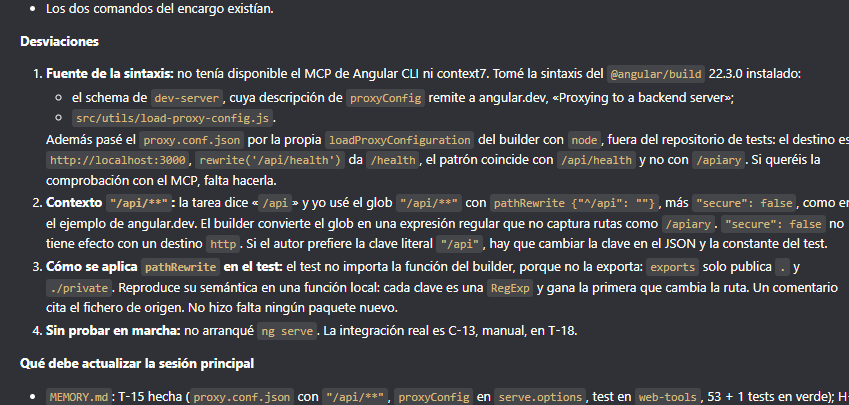 • Los dos comandos del encargo existían.
Desviaciones
1. Fuente de la sintaxis: no tenía disponible el MCP de Angular CLI ni context7. Tomé la sintaxis del @angular/build 22.3.0 instalado:
◦ el schema de dev-server, cuya descripción de proxyConfig remite a angular.dev, «Proxying to a backend server»;
◦ src/utils/load-proxy-config.js.
Además pasé el proxy.conf.json por la propia loadProxyConfiguration del builder con node, fuera del repositorio de tests: el destino es
http://localhost:3000, rewrite('/api/health') da /health, el patrón coincide con /api/health y no con /apiary. Si queréis la
comprobación con el MCP, falta hacerla.
2. Contexto "/api/**": la tarea dice «/api» y yo usé el glob "/api/**" con pathRewrite {"^/api": ""}, más "secure": false, como en
el ejemplo de angular.dev. El builder convierte el glob en una expresión regular que no captura rutas como /apiary. "secure": false no
tiene efecto con un destino http. Si el autor prefiere la clave literal "/api", hay que cambiar la clave en el JSON y la constante del test.
3. Cómo se aplica pathRewrite en el test: el test no importa la función del builder, porque no la exporta: exports solo publica . y
./private. Reproduce su semántica en una función local: cada clave es una RegExp y gana la primera que cambia la ruta. Un comentario
cita el fichero de origen. No hizo falta ningún paquete nuevo.
4. Sin probar en marcha: no arranqué ng serve. La integración real es C-13, manual, en T-18.
Qué debe actualizar la sesión principal
• MEMORY.md: T-15 hecha (proxy.conf.json con "/api/**", proxyConfig en serve.options, test en web-tools, 53 + 1 tests en verde); H-